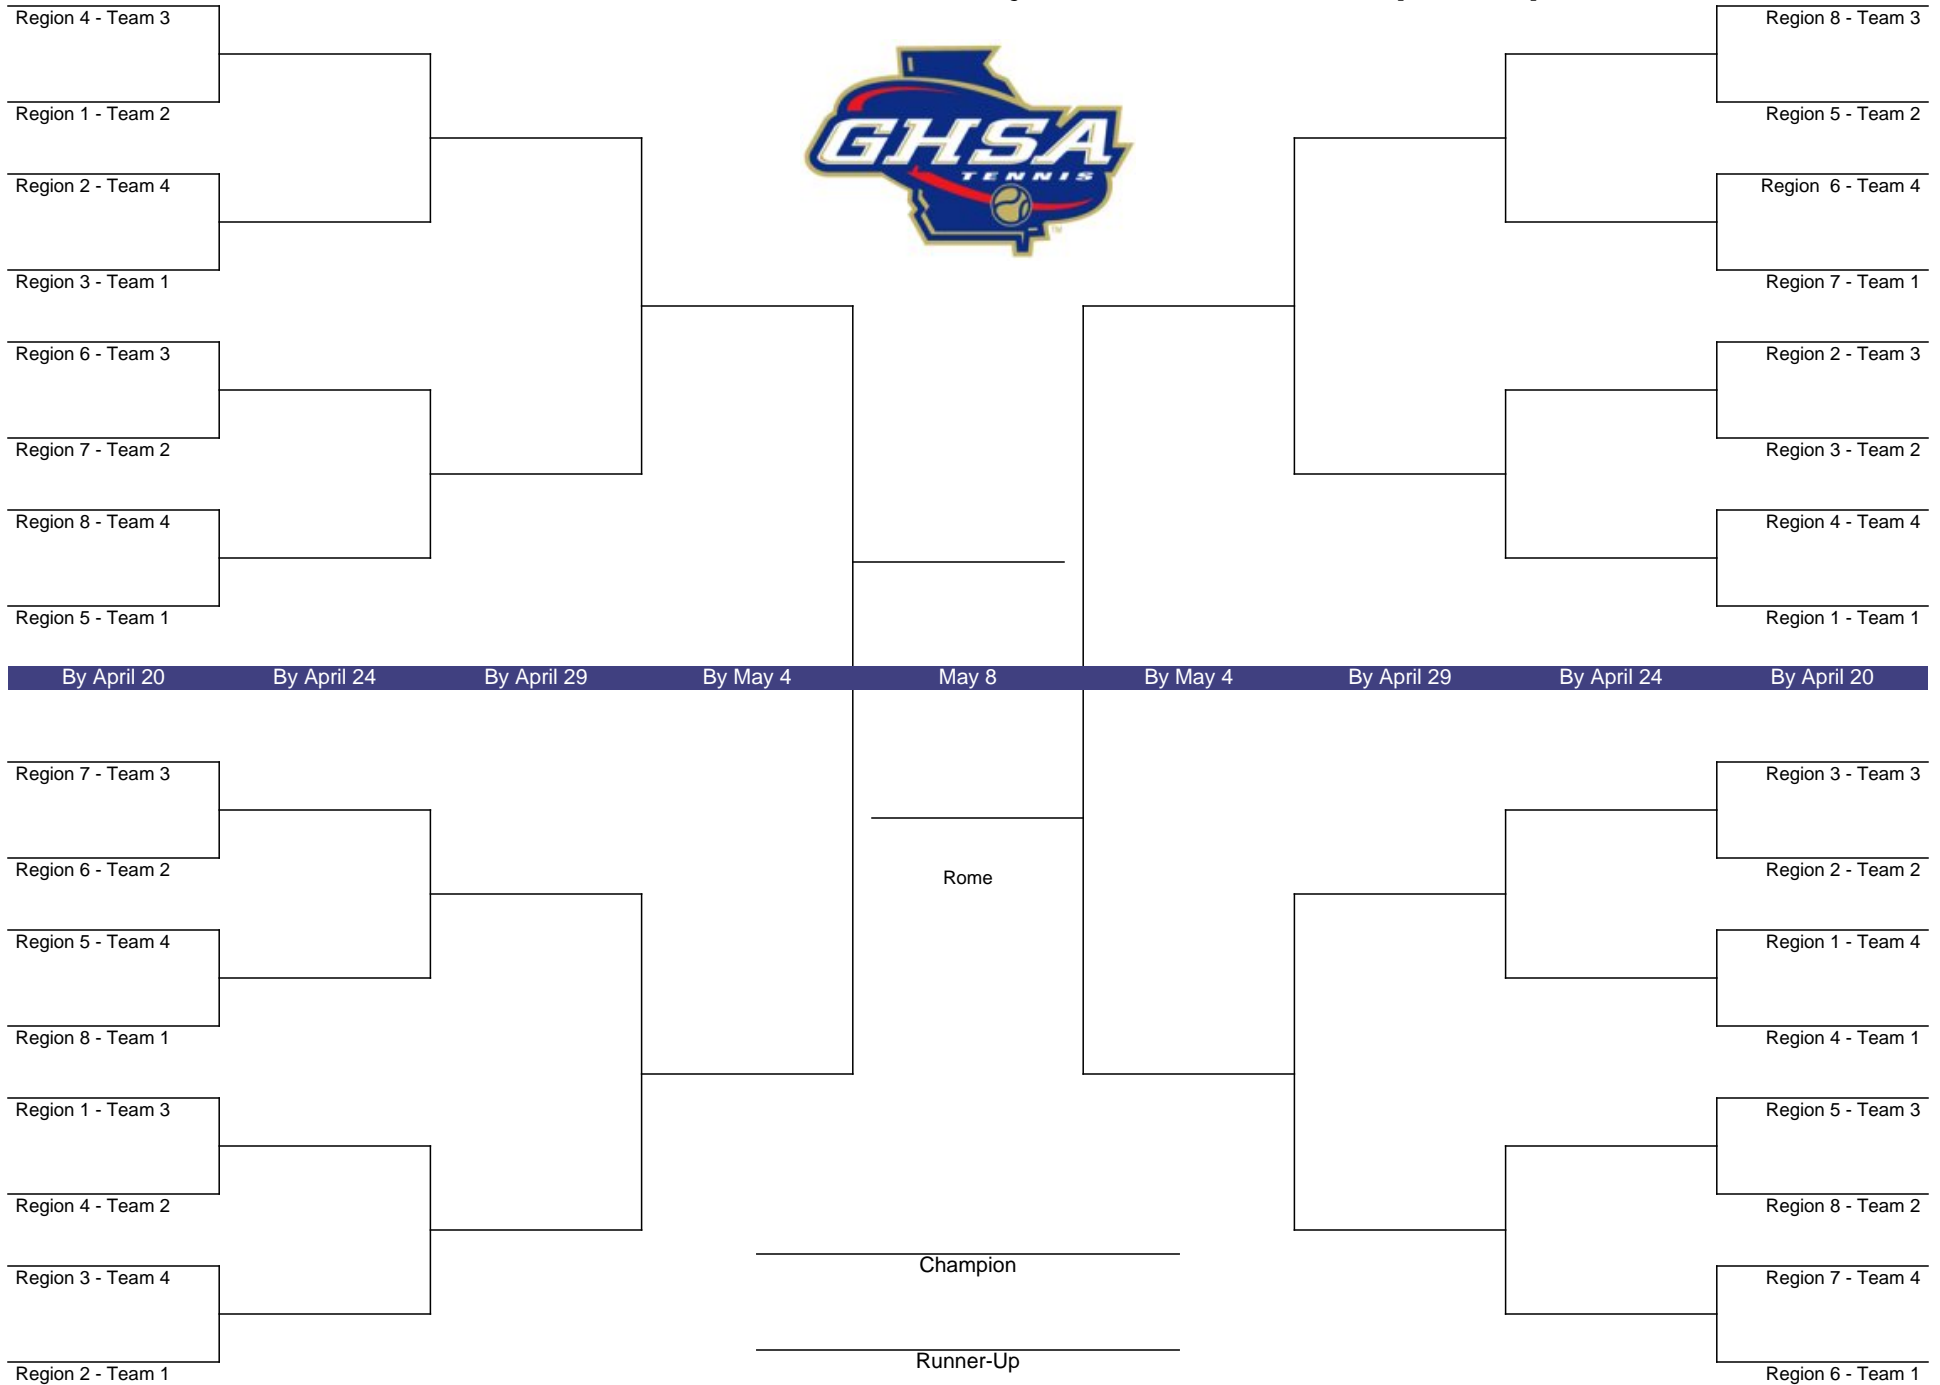 Region 4 - Team 3
Region 8 - Team 3
Region 1 - Team 2
Region 5 - Team 2
GHSA
TENNIS
TM
Region 2 - Team 4
Region 6 - Team 4
Region 3 - Team 1
Region 7 - Team 1
Region 6 - Team 3
Region 2 - Team 3
Region 7 - Team 2
Region 3 - Team 2
Region 8 - Team 4
Region 4 - Team 4
Region 5 - Team 1
Region 1 - Team 1
By April 20 By April 24 By April 29 By May 4 May 8 By May 4 By April 29 By April 24 By April 20
Region 7 - Team 3
Region 3 - Team 3
Region 6 - Team 2
Rome
Region 2 - Team 2
Region 5 - Team 4
Region 1 - Team 4
Region 8 - Team 1
Region 4 - Team 1
Region 1 - Team 3
Region 5 - Team 3
Region 4 - Team 2
Region 8 - Team 2
Champion
Region 3 - Team 4
Region 7 - Team 4
Runner-Up
Region 2 - Team 1
Region 6 - Team 1